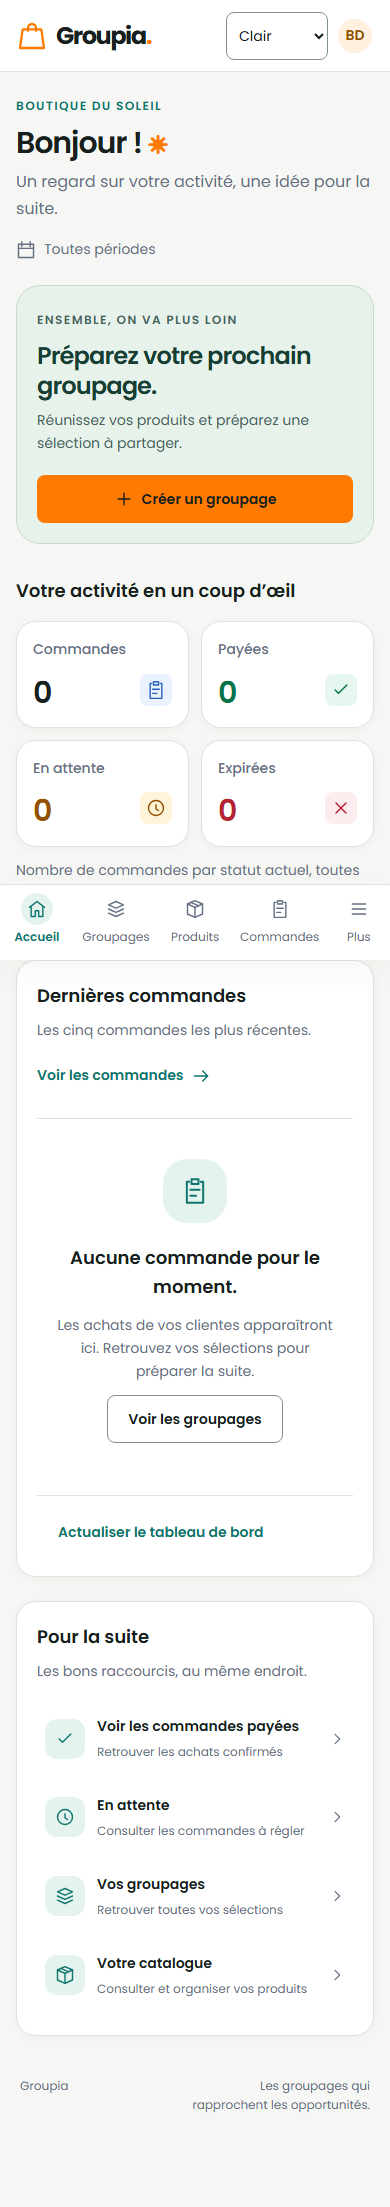 Groupia.
Clair
BD
BOUTIQUE DU SOLEIL
Bonjour !
Un regard sur votre activité, une idée pour la
suite.
Toutes périodes
ENSEMBLE, ON VA PLUS LOIN
Préparez votre prochain
groupage.
Réunissez vos produits et préparez une
sélection à partager.
Créer un groupage
Votre activité en un coup d’œil
Commandes
0
Payées
0
En attente
0
Expirées
0
Nombre de commandes par statut actuel, toutes
Accueil
Groupages
Produits
Commandes
Plus
Dernières commandes
Les cinq commandes les plus récentes.
Voir les commandes
Aucune commande pour le
moment.
Les achats de vos clientes apparaîtront
ici. Retrouvez vos sélections pour
préparer la suite.
Voir les groupages
Actualiser le tableau de bord
Pour la suite
Les bons raccourcis, au même endroit.
Voir les commandes payées
Retrouver les achats confirmés
En attente
Consulter les commandes à régler
Vos groupages
Retrouver toutes vos sélections
Votre catalogue
Consulter et organiser vos produits
Groupia
Les groupages qui
rapprochent les opportunités.